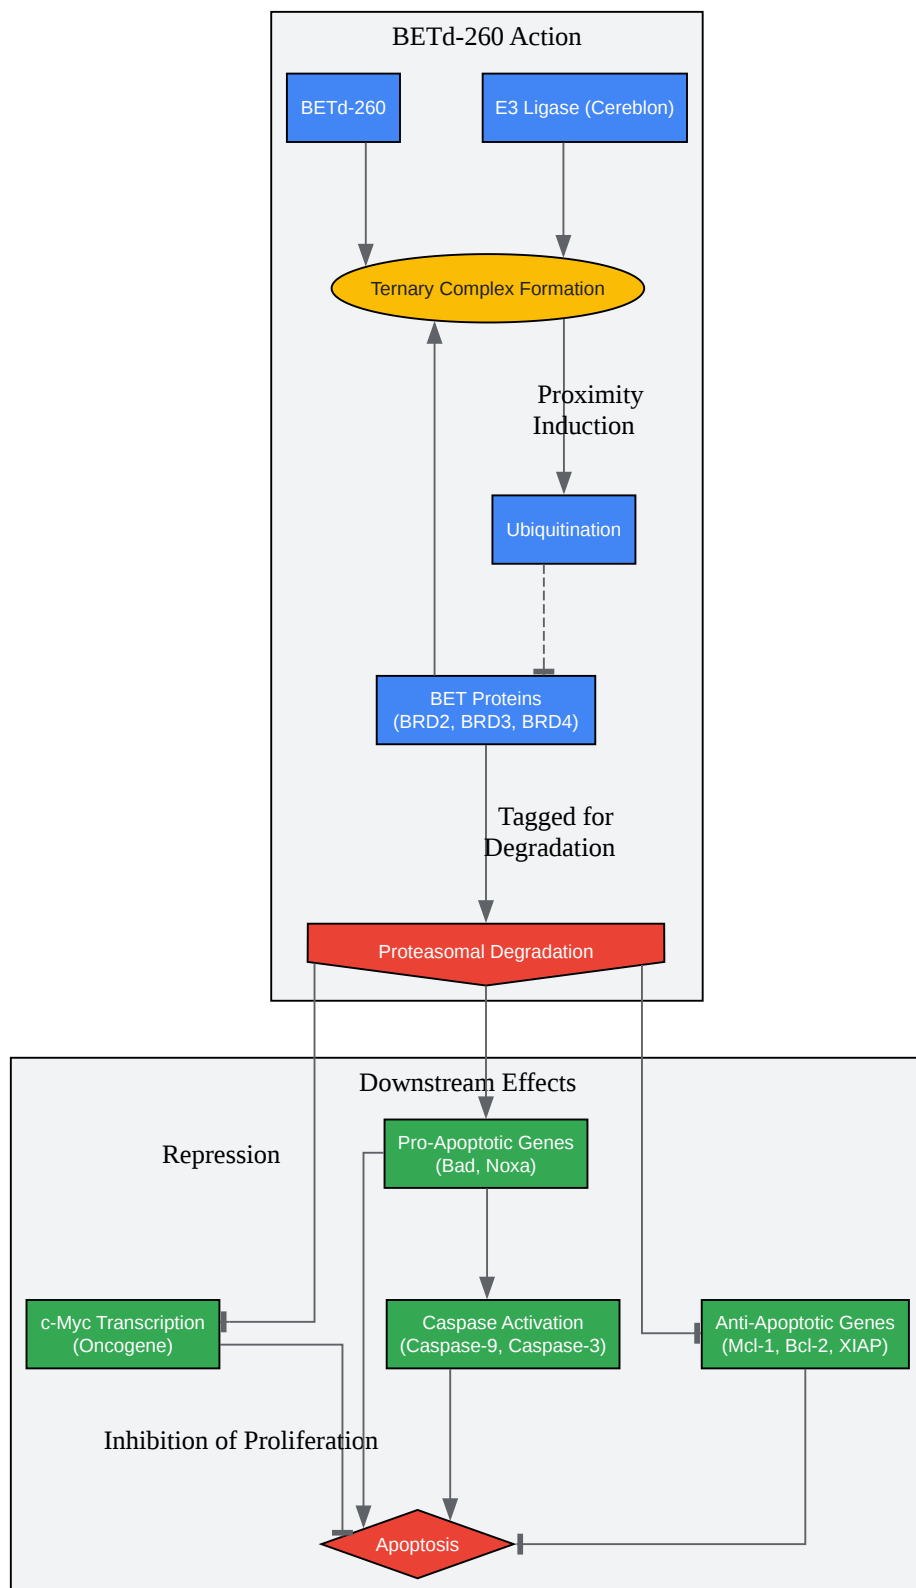 BETd-260 Action
BETd-260
E3 Ligase (Cereblon)
Ternary Complex Formation
Proximity
Induction
Ubiquitination
BET Proteins
(BRD2, BRD3, BRD4)
Tagged for
Degradation
Proteasomal Degradation
Downstream Effects
Pro-Apoptotic Genes
(Bad, Noxa)
Repression
c-Myc Transcription
(Oncogene)
Caspase Activation
(Caspase-9, Caspase-3)
Anti-Apoptotic Genes
(Mcl-1, Bcl-2, XIAP)
Inhibition of Proliferation
Apoptosis